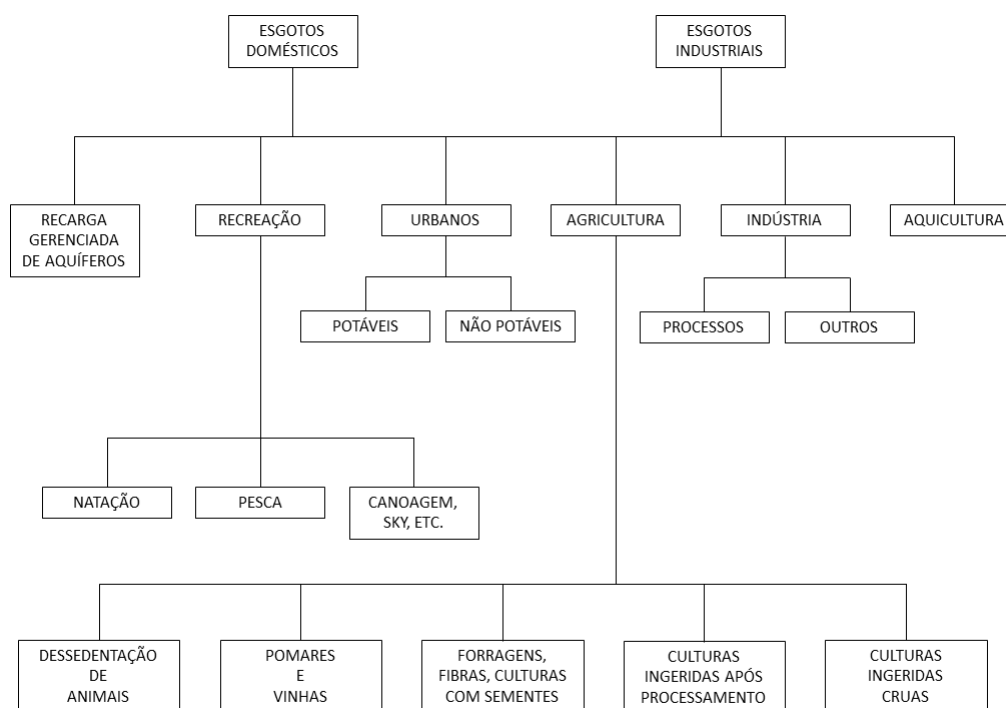 ESGOTOS
DOMÉSTICOS
ESGOTOS
INDUSTRIAIS
RECARGA
GERENCIADA
DE AQUÍFEROS
RECREAÇÃO
URBANOS
AGRICULTURA
INDÚSTRIA
AQUICULTURA
POTÁVEIS
NÃO POTÁVEIS
PROCESSOS
OUTROS
NATAÇÃO
PESCA
CANOAGEM,
SKY, ETC.
DESSEDENTAÇÃO
DE
ANIMAIS
POMARES
E
VINHAS
FORRAGENS,
FIBRAS, CULTURAS
COM SEMENTES
CULTURAS
INGERIDAS APÓS
PROCESSAMENTO
CULTURAS
INGERIDAS
CRUAS